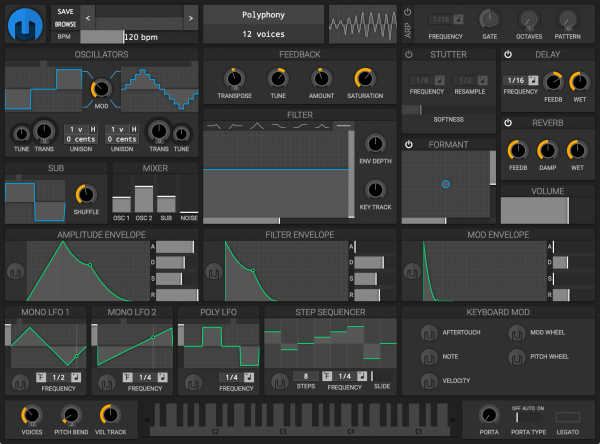 SAVE
BROWSE
BPM
<
>
120 bpm
Polyphony
12 voices
ARP
1/16
FREQUENCY
GATE
OCTAVES
PATTERN
OSCILLATORS
MOD
TUNE
TRANS
1 v H
0 cents
UNISON
1 v H
0 cents
UNISON
TRANS
TUNE
FEEDBACK
TRANSPOSE
TUNE
AMOUNT
SATURATION
STUTTER
1/8
FREQUENCY
1/2
RESAMPLE
SOFTNESS
DELAY
1/16
FREQUENCY
FEEDB
WET
FILTER
ENV DEPTH
KEY TRACK
FORMANT
REVERB
FEEDB
DAMP
WET
VOLUME
SUB
SHUFFLE
MIXER
OSC 1
OSC 2
SUB
NOISE
AMPLITUDE ENVELOPE
A
D
S
R
FILTER ENVELOPE
A
D
S
R
MOD ENVELOPE
A
D
S
R
MONO LFO 1
1/2
FREQUENCY
MONO LFO 2
1/4
FREQUENCY
POLY LFO
1/4
FREQUENCY
STEP SEQUENCER
8
STEPS
1/4
FREQUENCY
SLIDE
KEYBOARD MOD
AFTERTOUCH
MOD WHEEL
NOTE
PITCH WHEEL
VELOCITY
VOICES
PITCH BEND
VEL TRACK
C2
C3
C4
C5
PORTA
OFF AUTO ON
PORTA TYPE
LEGATO